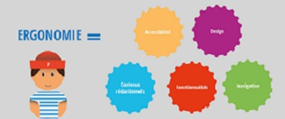 ERGONOMIE =
Accessibilité
Design
Contenus
rédactionnels
Fonctionnalités
Navigation